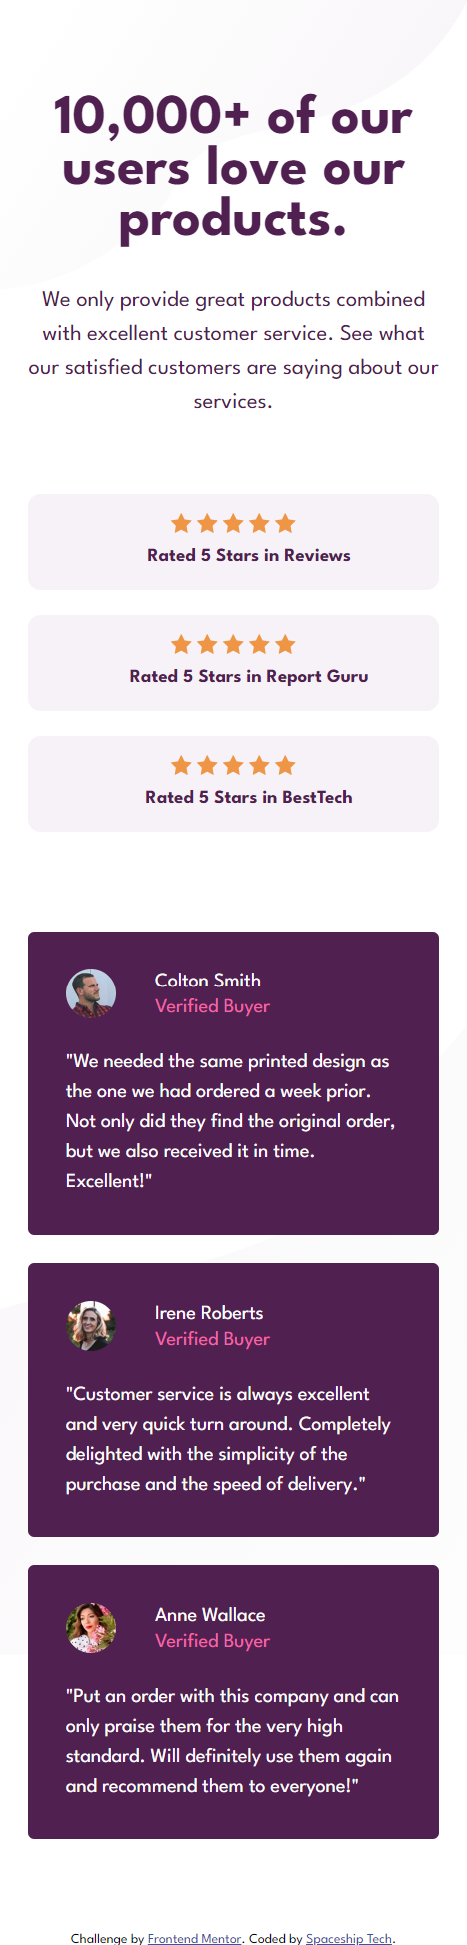 10,000+ of our
users love our
products.
We only provide great products combined
with excellent customer service. See what
our satisfied customers are saying about our
services.
Rated 5 Stars in Reviews
Rated 5 Stars in Report Guru
Rated 5 Stars in BestTech
Colton Smith
Verified Buyer
"We needed the same printed design as
the one we had ordered a week prior.
Not only did they find the original order,
but we also received it in time.
Excellent!"
Irene Roberts
Verified Buyer
"Customer service is always excellent
and very quick turn around. Completely
delighted with the simplicity of the
purchase and the speed of delivery."
Anne Wallace
Verified Buyer
"Put an order with this company and can
only praise them for the very high
standard. Will definitely use them again
and recommend them to everyone!"
Challenge by Frontend Mentor. Coded by Spaceship Tech.